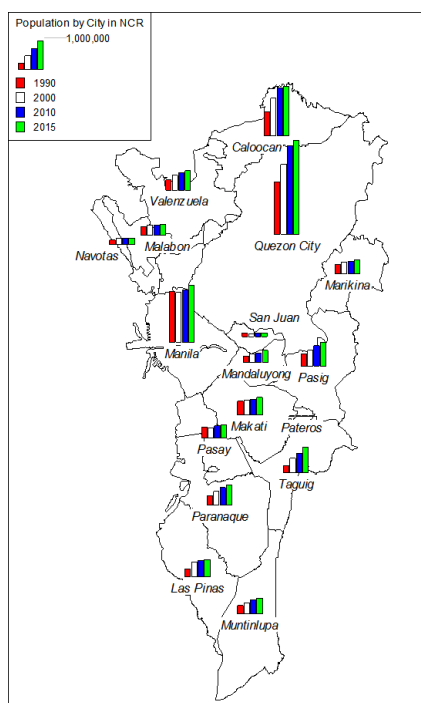 Population by City in NCR
1,000,000
1990
2000
2010
2015
Caloocan
Valenzuela
Quezon City
Malabon
Navotas
Marikina
San Juan
Manila
Mandaluyong
Pasig
Makati
Pateros
Pasay
Taguig
Paranaque
Las Pinas
Muntinlupa